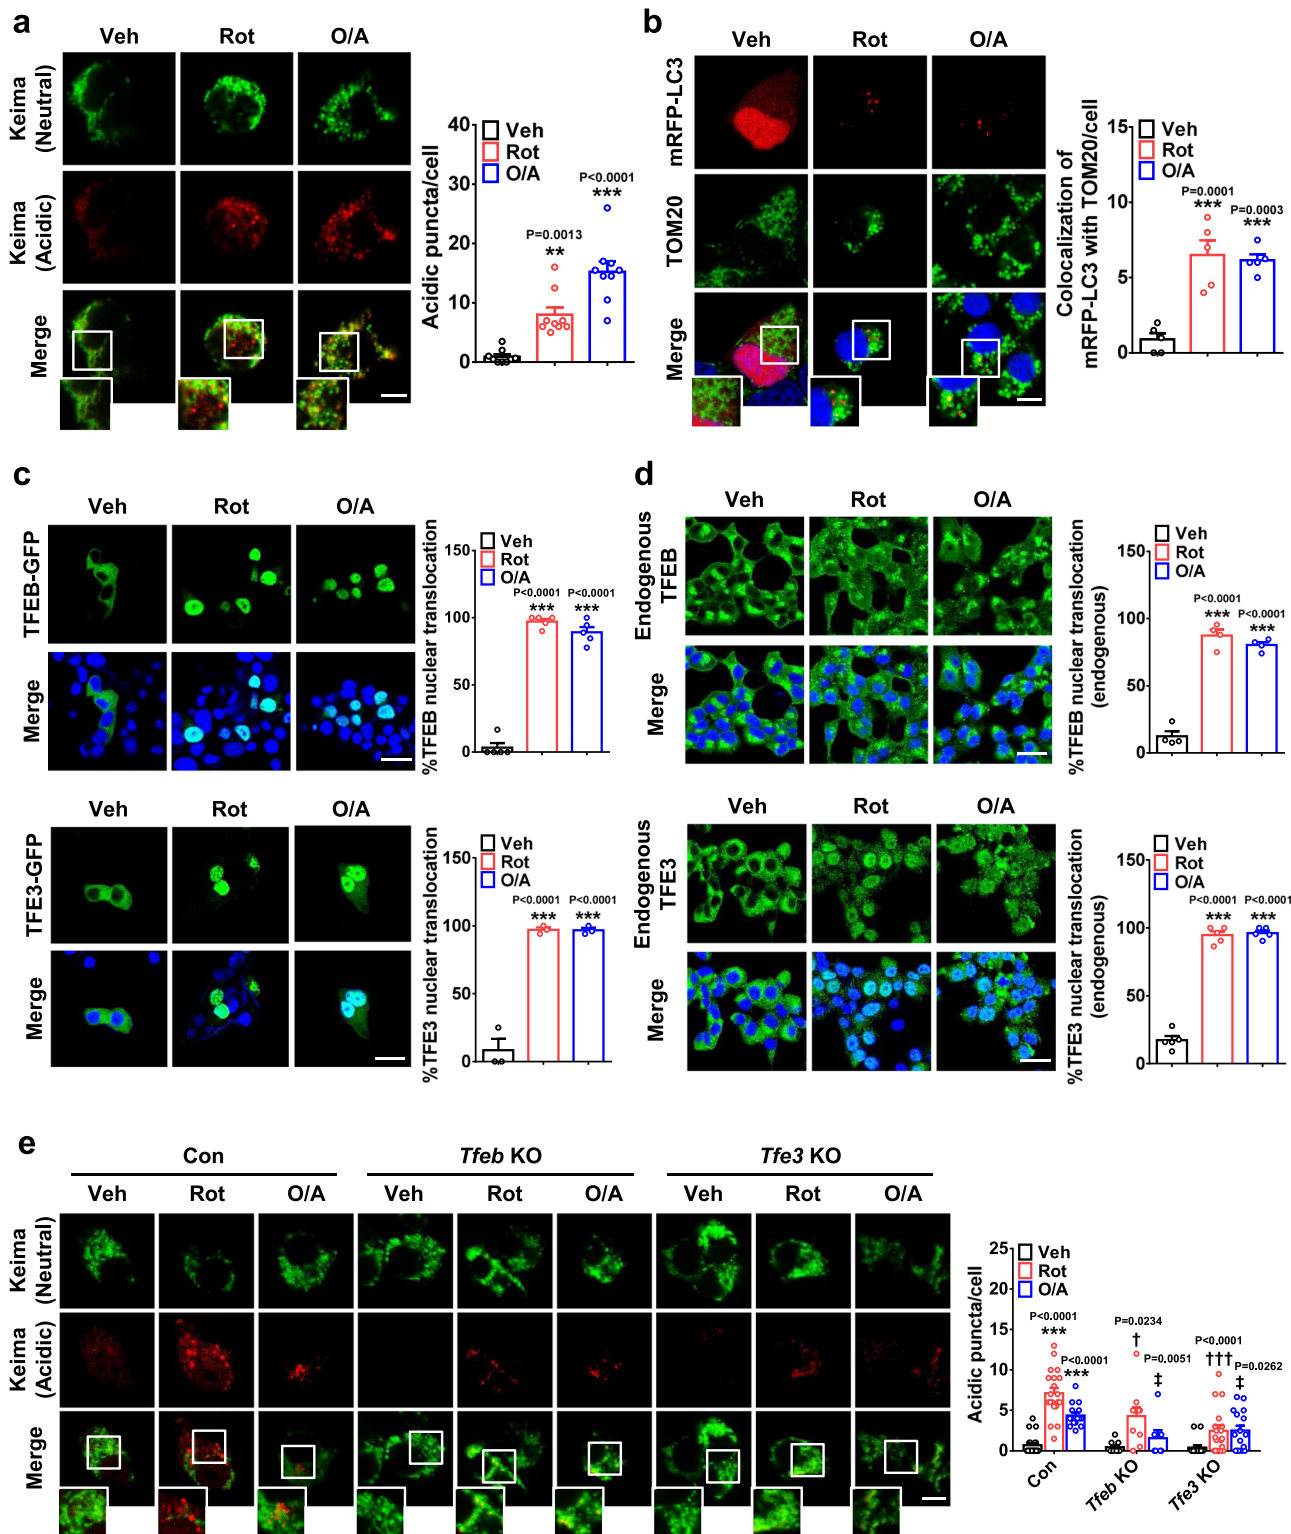 a
Veh Rot O/A
Keima
(Neutral)
Keima
(Acidic)
Merge
Acidic puncta/cell
40
30
20
10
0
Veh
Rot
O/A
P=0.0013
**
P<0.0001
***
b
Veh Rot O/A
mRFP-LC3
TOM20
Merge
Colocalization of
mRFP-LC3 with TOM20/cell
15
10
5
0
Veh
Rot
O/A
P=0.0001
***
P=0.0003
***
c
Veh Rot O/A
TFEB-GFP
Merge
%TFEB nuclear translocation
150
100
50
0
Veh
Rot
O/A
P<0.0001 P<0.0001
*** ***
Veh Rot O/A
TFE3-GFP
Merge
%TFE3 nuclear translocation
150
100
50
0
Veh
Rot
O/A
P<0.0001 P<0.0001
*** ***
d
Veh Rot O/A
Endogenous
TFEB
Merge
%TFEB nuclear translocation
(endogenous)
150
100
50
0
Veh
Rot
O/A
P<0.0001
***
P<0.0001
***
Veh Rot O/A
Endogenous
TFE3
Merge
%TFE3 nuclear translocation
(endogenous)
150
100
50
0
Veh
Rot
O/A
P<0.0001 P<0.0001
*** ***
e
Con Tfeb KO Tfe3 KO
Veh Rot O/A Veh Rot O/A Veh Rot O/A
Keima
(Neutral)
Keima
(Acidic)
Merge
Acidic puncta/cell
25
20
15
10
5
0
Veh
Rot
O/A
P<0.0001
***
P<0.0001
***
P=0.0234
†
P=0.0051
‡
P<0.0001
†††
P=0.0262
‡
Con
Tfeb KO
Tfe3 KO